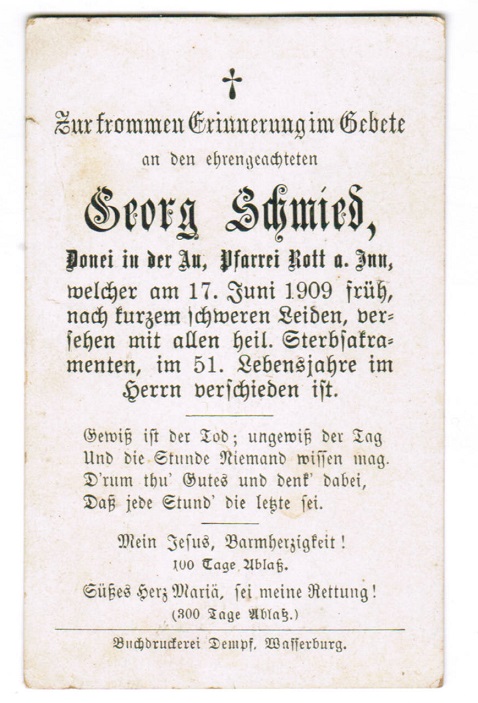 †
Zur frommen Erinnerung im Gebete
an den ehrengeachteten
Georg Schmied,
Donei in der Au, Pfarrei Rott a. Inn,
welcher am 17. Juni 1909 früh,
nach kurzem schweren Leiden, ver-
sehen mit allen heil. Sterbsakra-
menten, im 51. Lebensjahre im
Herrn verschieden ist.
Gewiß ist der Tod; ungewiß der Tag
Und die Stunde Niemand wissen mag.
D'rum thu' Gutes und denk' dabei,
Daß jede Stund' die letzte sei.
Mein Jesus, Barmherzigkeit!
100 Tage Ablaß.
Süßes Herz Mariä, sei meine Rettung!
(300 Tage Ablaß.)
Buchdruckerei Dempf, Wasserburg.